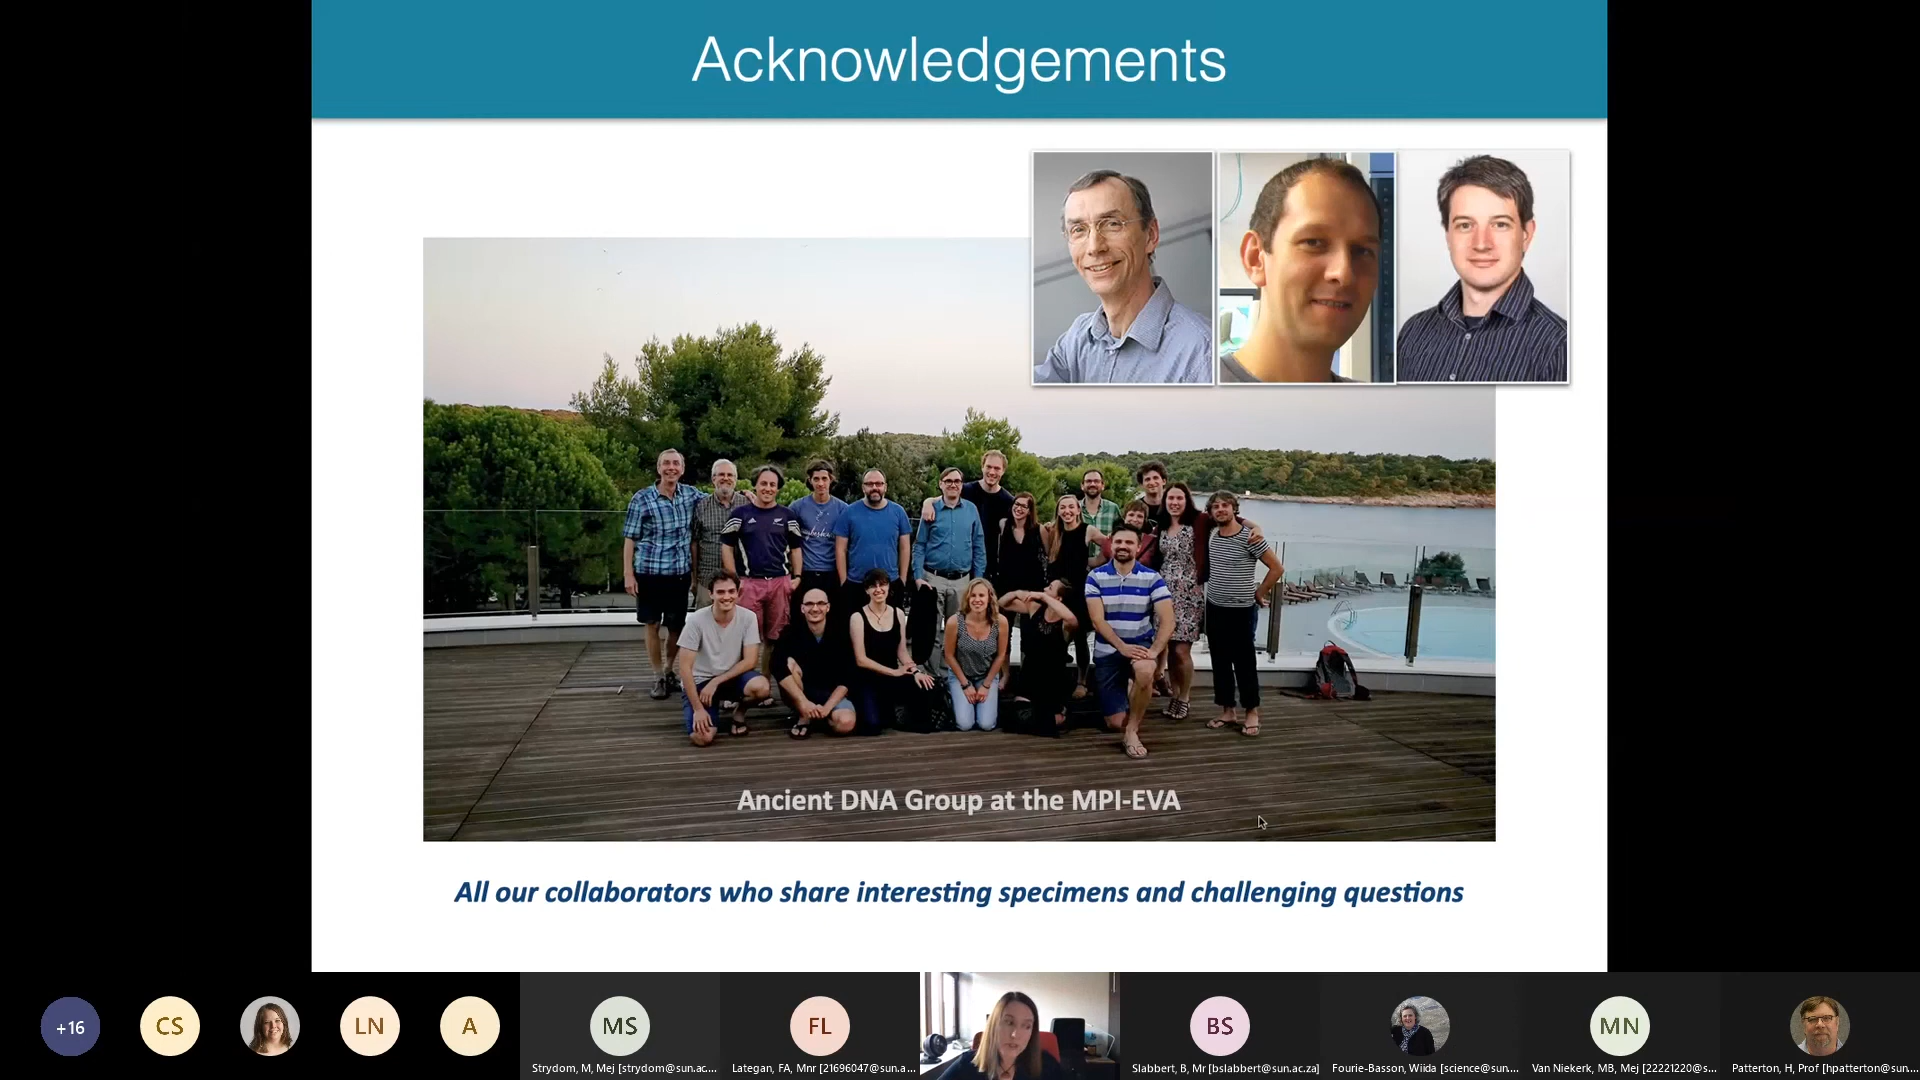 Acknowledgements
Ancient DNA Group at the MPI-EVA
All our collaborators who share interesting specimens and challenging questions
+16
CS
LN
A
MS
FL
BS
MN
Strydom, M, Mej [strydom@sun.ac....
Lategan, FA, Mnr [21696047@sun.a...
Slabbert, B, Mr [bslabbert@sun.ac.za]
Fourie-Basson, Wiida [science@sun....
Van Niekerk, MB, Mej [22221220@s...
Patterton, H, Prof [hpatterton@sun....